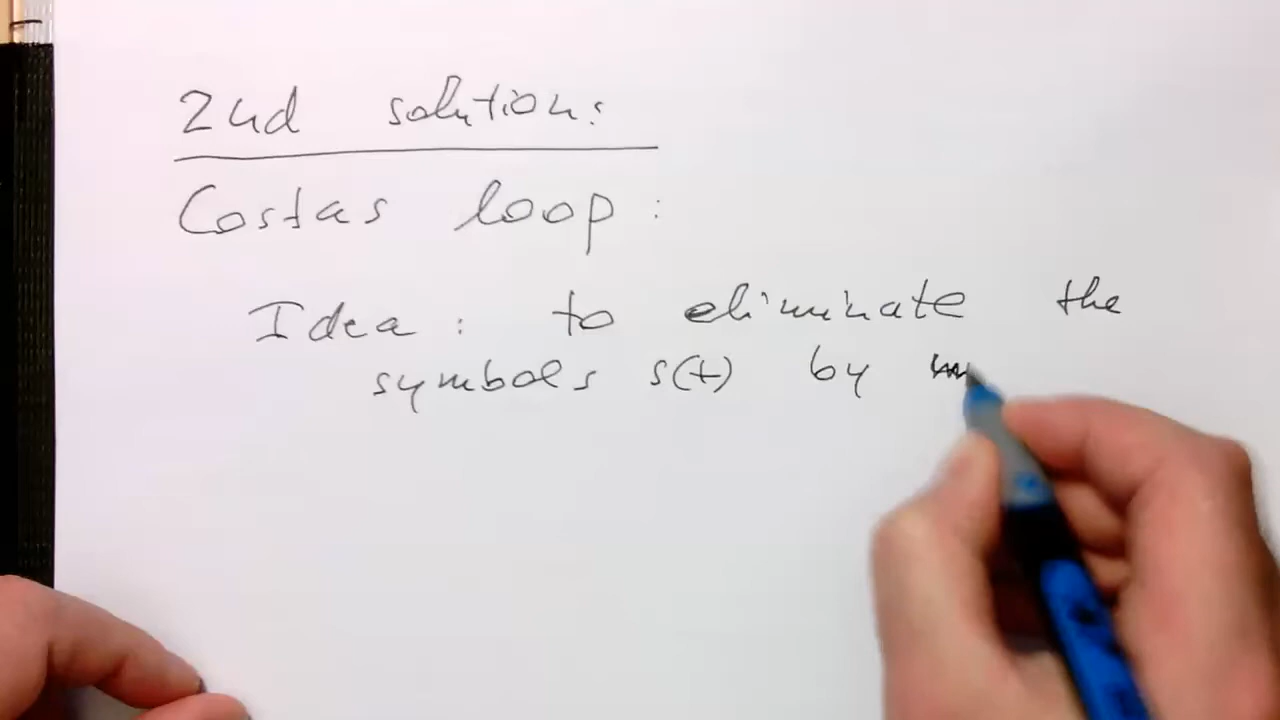 2nd solution:
Costas loop:
Idea: to eliminate the
symbols s(t) by